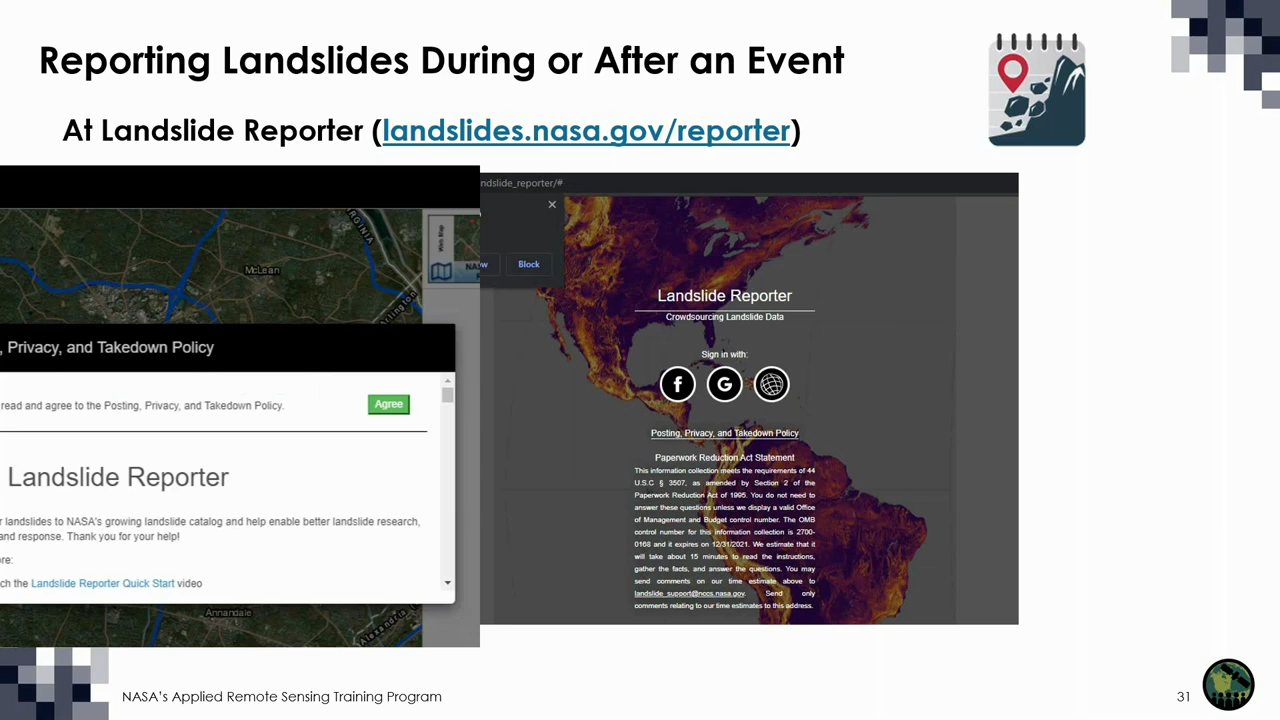 Reporting Landslides During or After an Event
At Landslide Reporter (landslides.nasa.gov/reporter)
McLean
Arlington
Web Map
, Privacy, and Takedown Policy
read and agree to the Posting, Privacy, and Takedown Policy.
Agree
Landslide Reporter
r landslides to NASA's growing landslide catalog and help enable better landslide research,
and response. Thank you for your help!
re:
ch the Landslide Reporter Quick Start video
Annandale
Alexandria
ndslide_reporter/#
Block
Landslide Reporter
Crowdsourcing Landslide Data
Sign in with:
f
G
Posting, Privacy, and Takedown Policy
Paperwork Reduction Act Statement
This information collection meets the requirements of 44
U.S.C § 3507, as amended by Section 2 of the
Paperwork Reduction Act of 1995. You do not need to
answer these questions unless we display a valid Office
of Management and Budget control number. The OMB
control number for this information collection is 2700-
0168 and it expires on 12/31/2021. We estimate that it
will take about 15 minutes to read the instructions,
gather the facts, and answer the questions. You may
send comments on our time estimate above to
landslide_support@nccs.nasa.gov. Send only
comments relating to our time estimates to this address.
NASA's Applied Remote Sensing Training Program
31